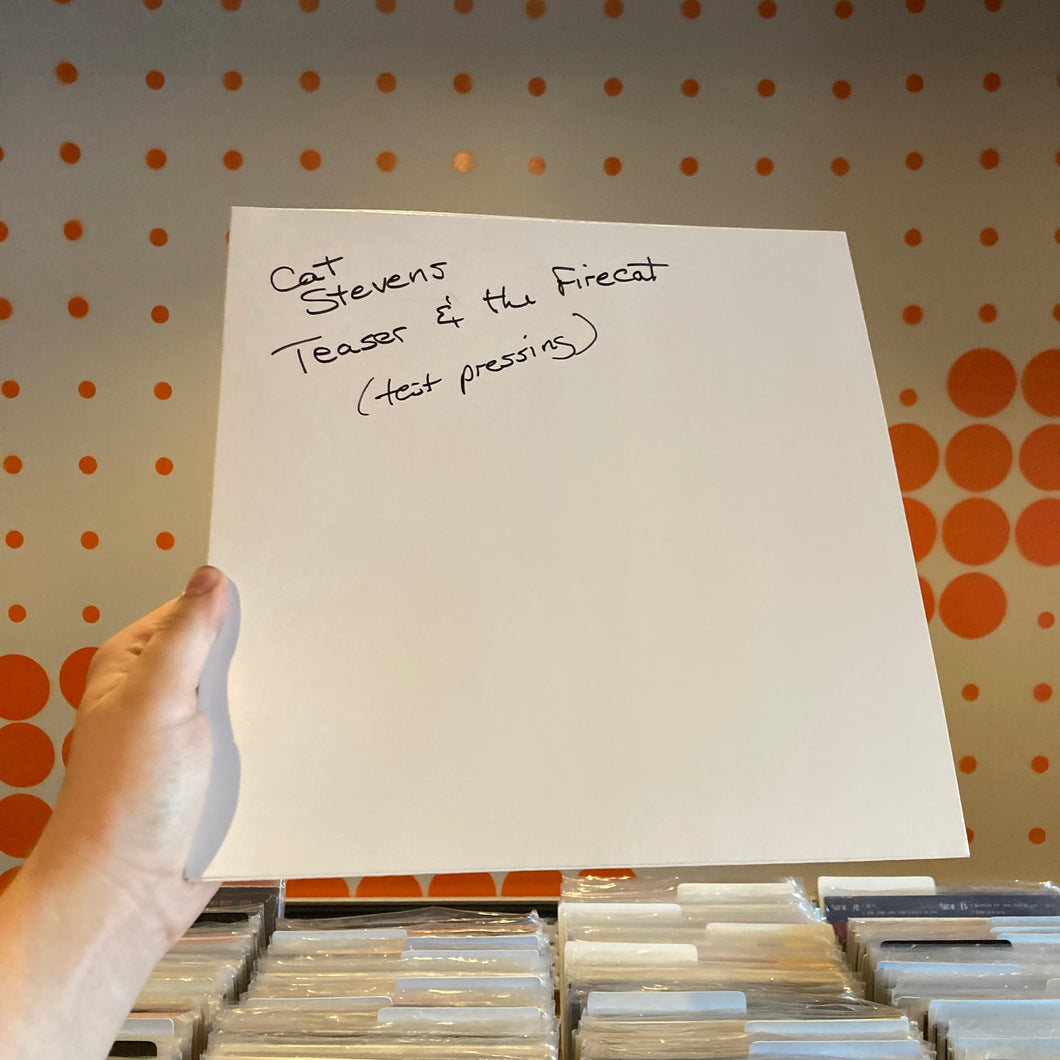 Cat
Stevens
Teaser & the Firecat
(test pressing)